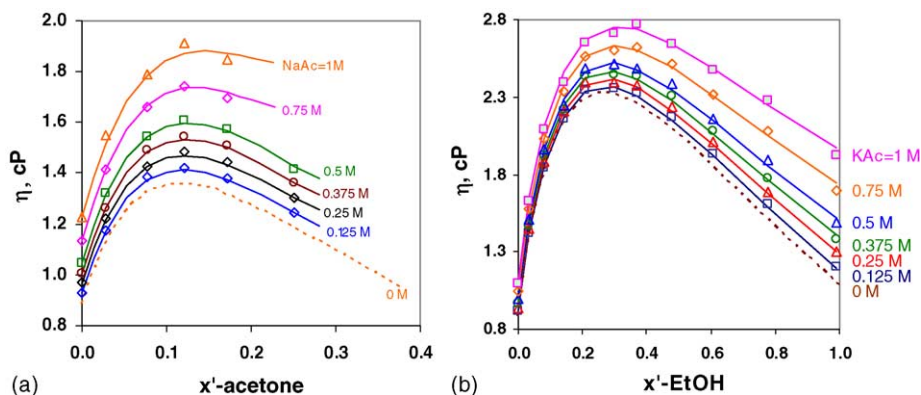 2.0
1.8
1.6
1.4
1.2
1.0
0.8
η, cP
NaAc=1M
0.75 M
0.5 M
0.375 M
0.25 M
0.125 M
0 M
0.0
0.1
0.2
0.3
0.4
(a)
x'-acetone
2.8
2.3
1.8
1.3
0.8
η, cP
KAc=1 M
0.75 M
0.5 M
0.375 M
0.25 M
0.125 M
0 M
0.0
0.2
0.4
0.6
0.8
1.0
(b)
x'-EtOH